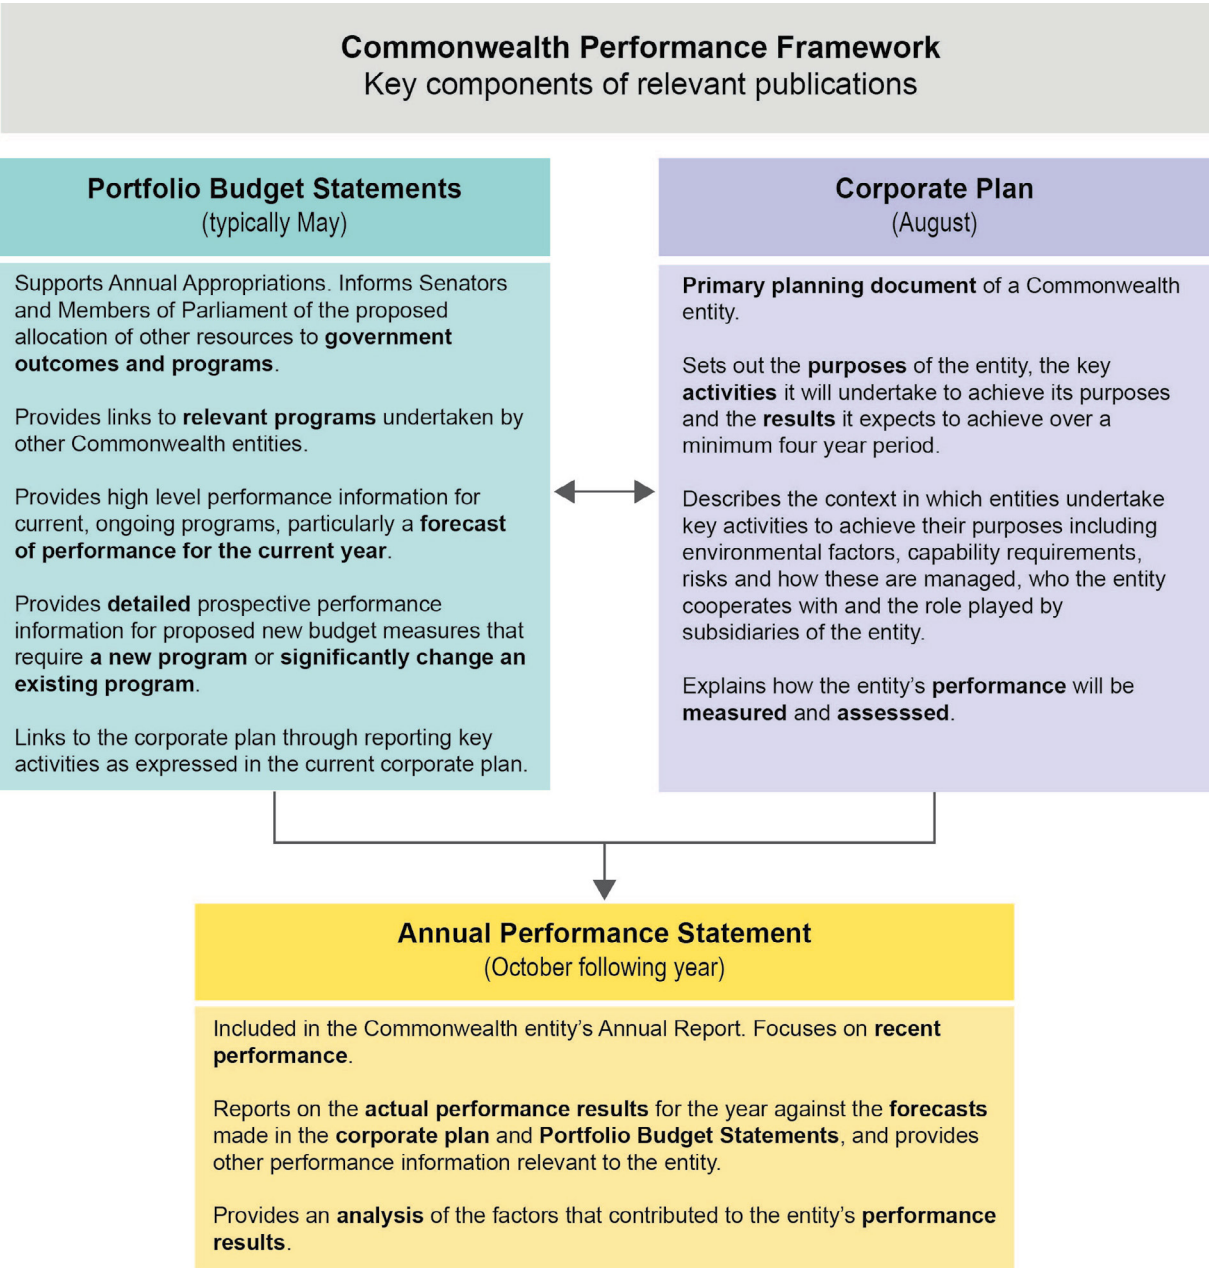 Commonwealth Performance Framework
Key components of relevant publications
Portfolio Budget Statements
(typically May)
Supports Annual Appropriations. Informs Senators
and Members of Parliament of the proposed
allocation of other resources to government
outcomes and programs.
Provides links to relevant programs undertaken by
other Commonwealth entities.
Provides high level performance information for
current, ongoing programs, particularly a forecast
of performance for the current year.
Provides detailed prospective performance
information for proposed new budget measures that
require a new program or significantly change an
existing program.
Links to the corporate plan through reporting key
activities as expressed in the current corporate plan.
Corporate Plan
(August)
Primary planning document of a Commonwealth
entity.
Sets out the purposes of the entity, the key
activities it will undertake to achieve its purposes
and the results it expects to achieve over a
minimum four year period.
Describes the context in which entities undertake
key activities to achieve their purposes including
environmental factors, capability requirements,
risks and how these are managed, who the entity
cooperates with and the role played by
subsidiaries of the entity.
Explains how the entity’s performance will be
measured and assesssed.
Annual Performance Statement
(October following year)
Included in the Commonwealth entity’s Annual Report. Focuses on recent
performance.
Reports on the actual performance results for the year against the forecasts
made in the corporate plan and Portfolio Budget Statements, and provides
other performance information relevant to the entity.
Provides an analysis of the factors that contributed to the entity’s performance
results.